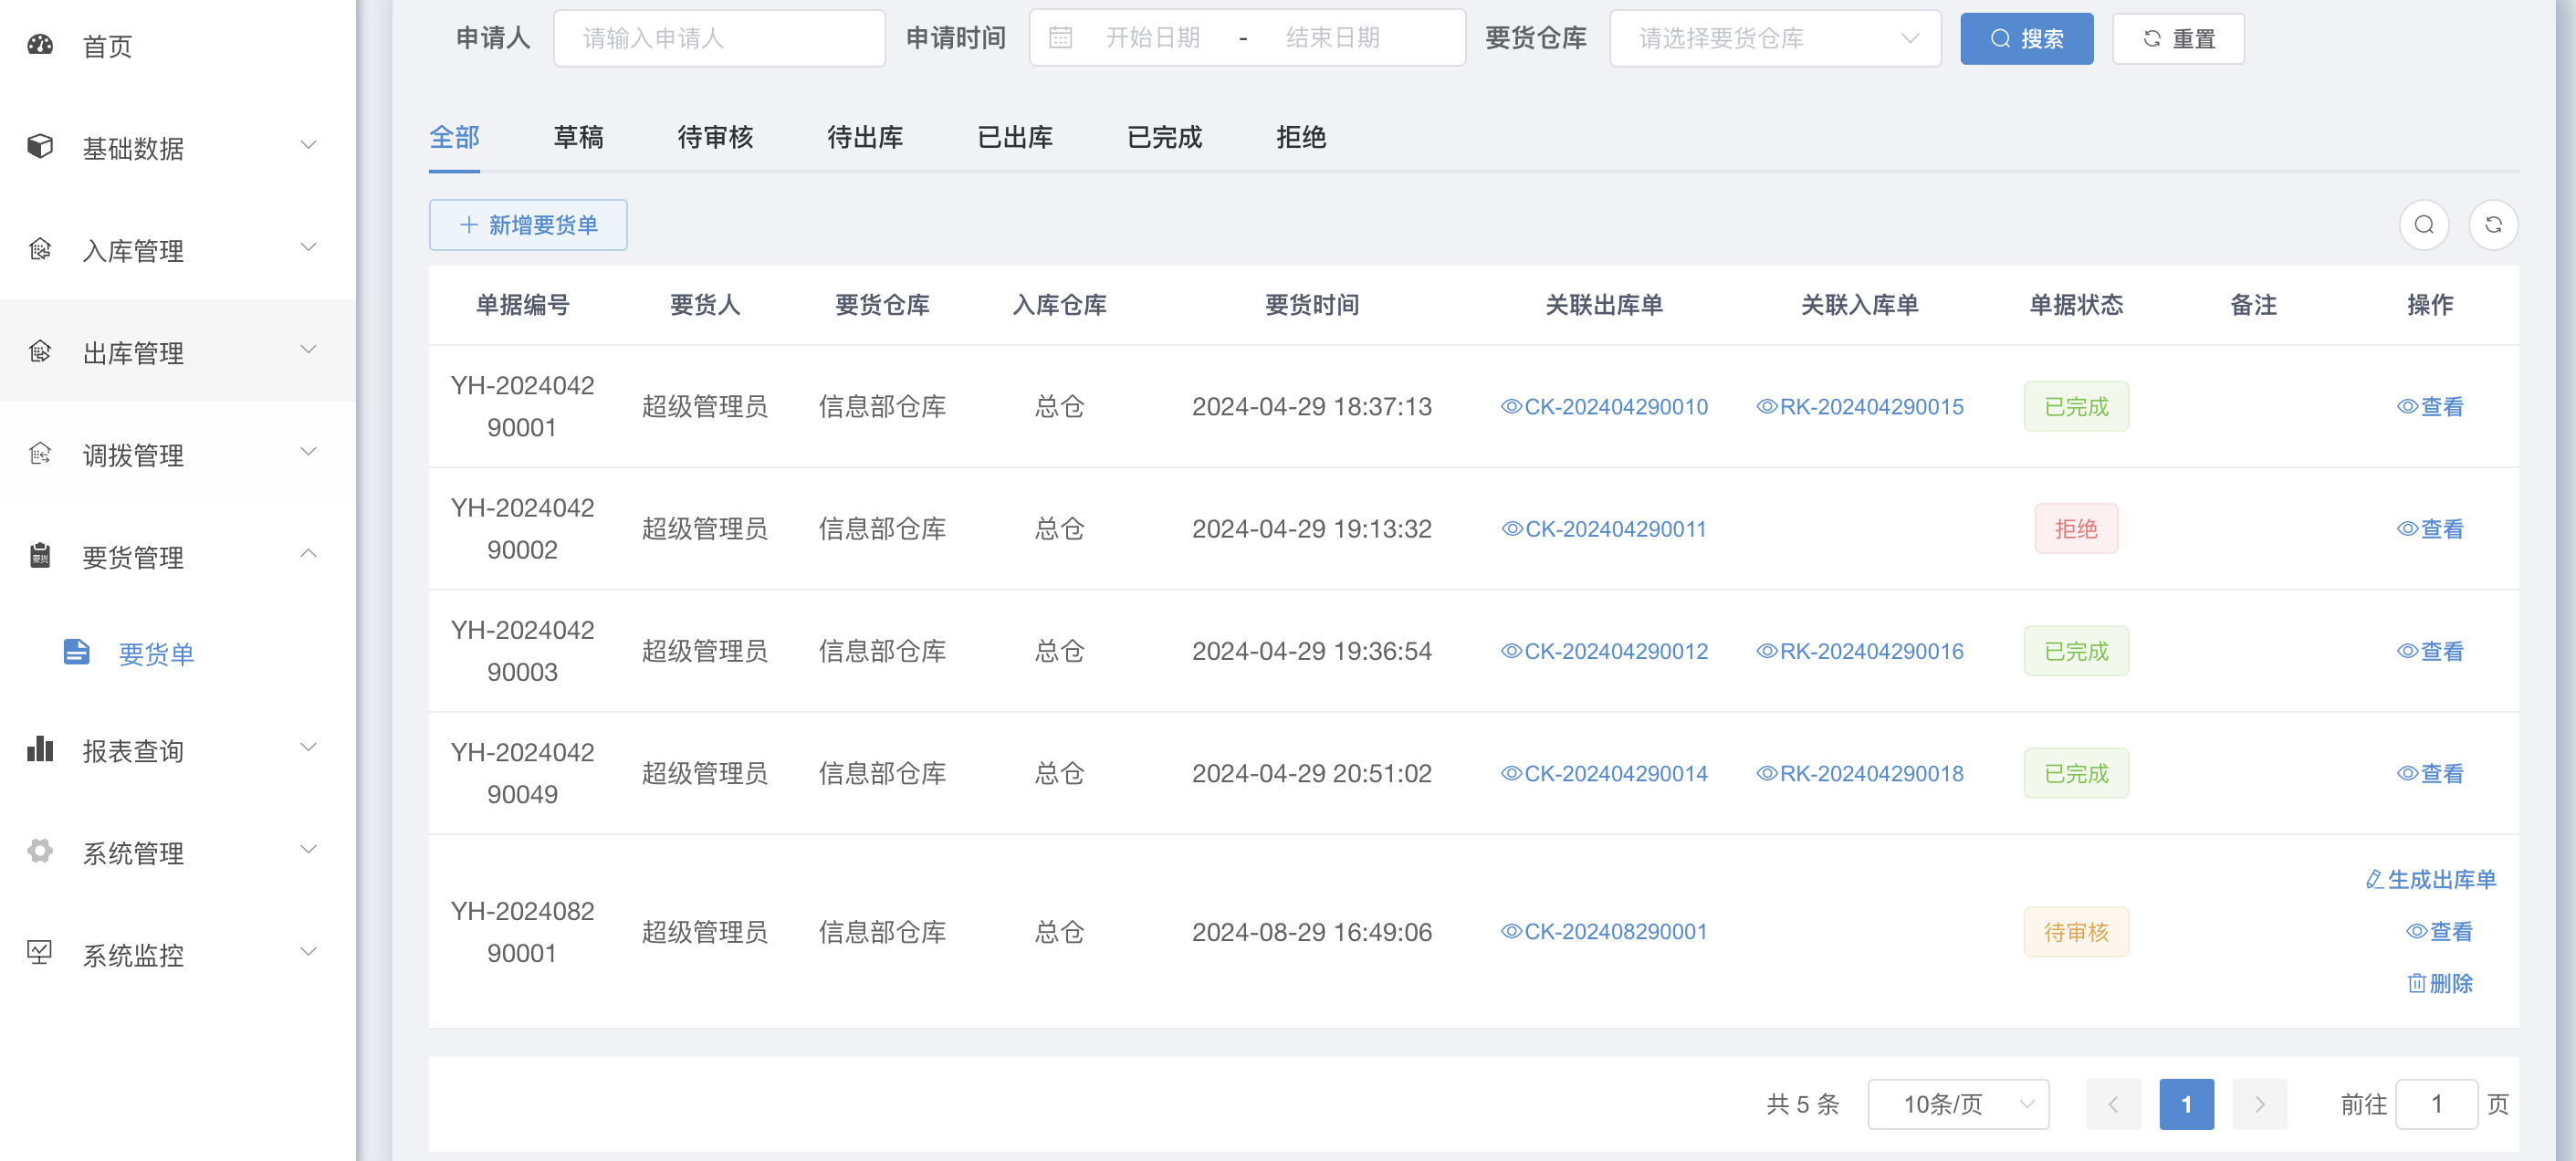 首页
基础数据
入库管理
出库管理
调拨管理
要货管理
要货单
报表查询
系统管理
系统监控
申请人 请输入申请人 申请时间 开始日期 - 结束日期 要货仓库 请选择要货仓库 搜索 重置
全部 草稿 待审核 待出库 已出库 已完成 拒绝
新增要货单
单据编号 要货人 要货仓库 入库仓库 要货时间 关联出库单 关联入库单 单据状态 备注 操作
YH-2024042
90001 超级管理员 信息部仓库 总仓 2024-04-29 18:37:13 CK-202404290010 RK-202404290015 已完成 查看
YH-2024042
90002 超级管理员 信息部仓库 总仓 2024-04-29 19:13:32 CK-202404290011 拒绝 查看
YH-2024042
90003 超级管理员 信息部仓库 总仓 2024-04-29 19:36:54 CK-202404290012 RK-202404290016 已完成 查看
YH-2024042
90049 超级管理员 信息部仓库 总仓 2024-04-29 20:51:02 CK-202404290014 RK-202404290018 已完成 查看
YH-2024082
90001 超级管理员 信息部仓库 总仓 2024-08-29 16:49:06 CK-202408290001 待审核 生成出库单
查看
删除
共 5 条 10条/页 1 前往 1 页